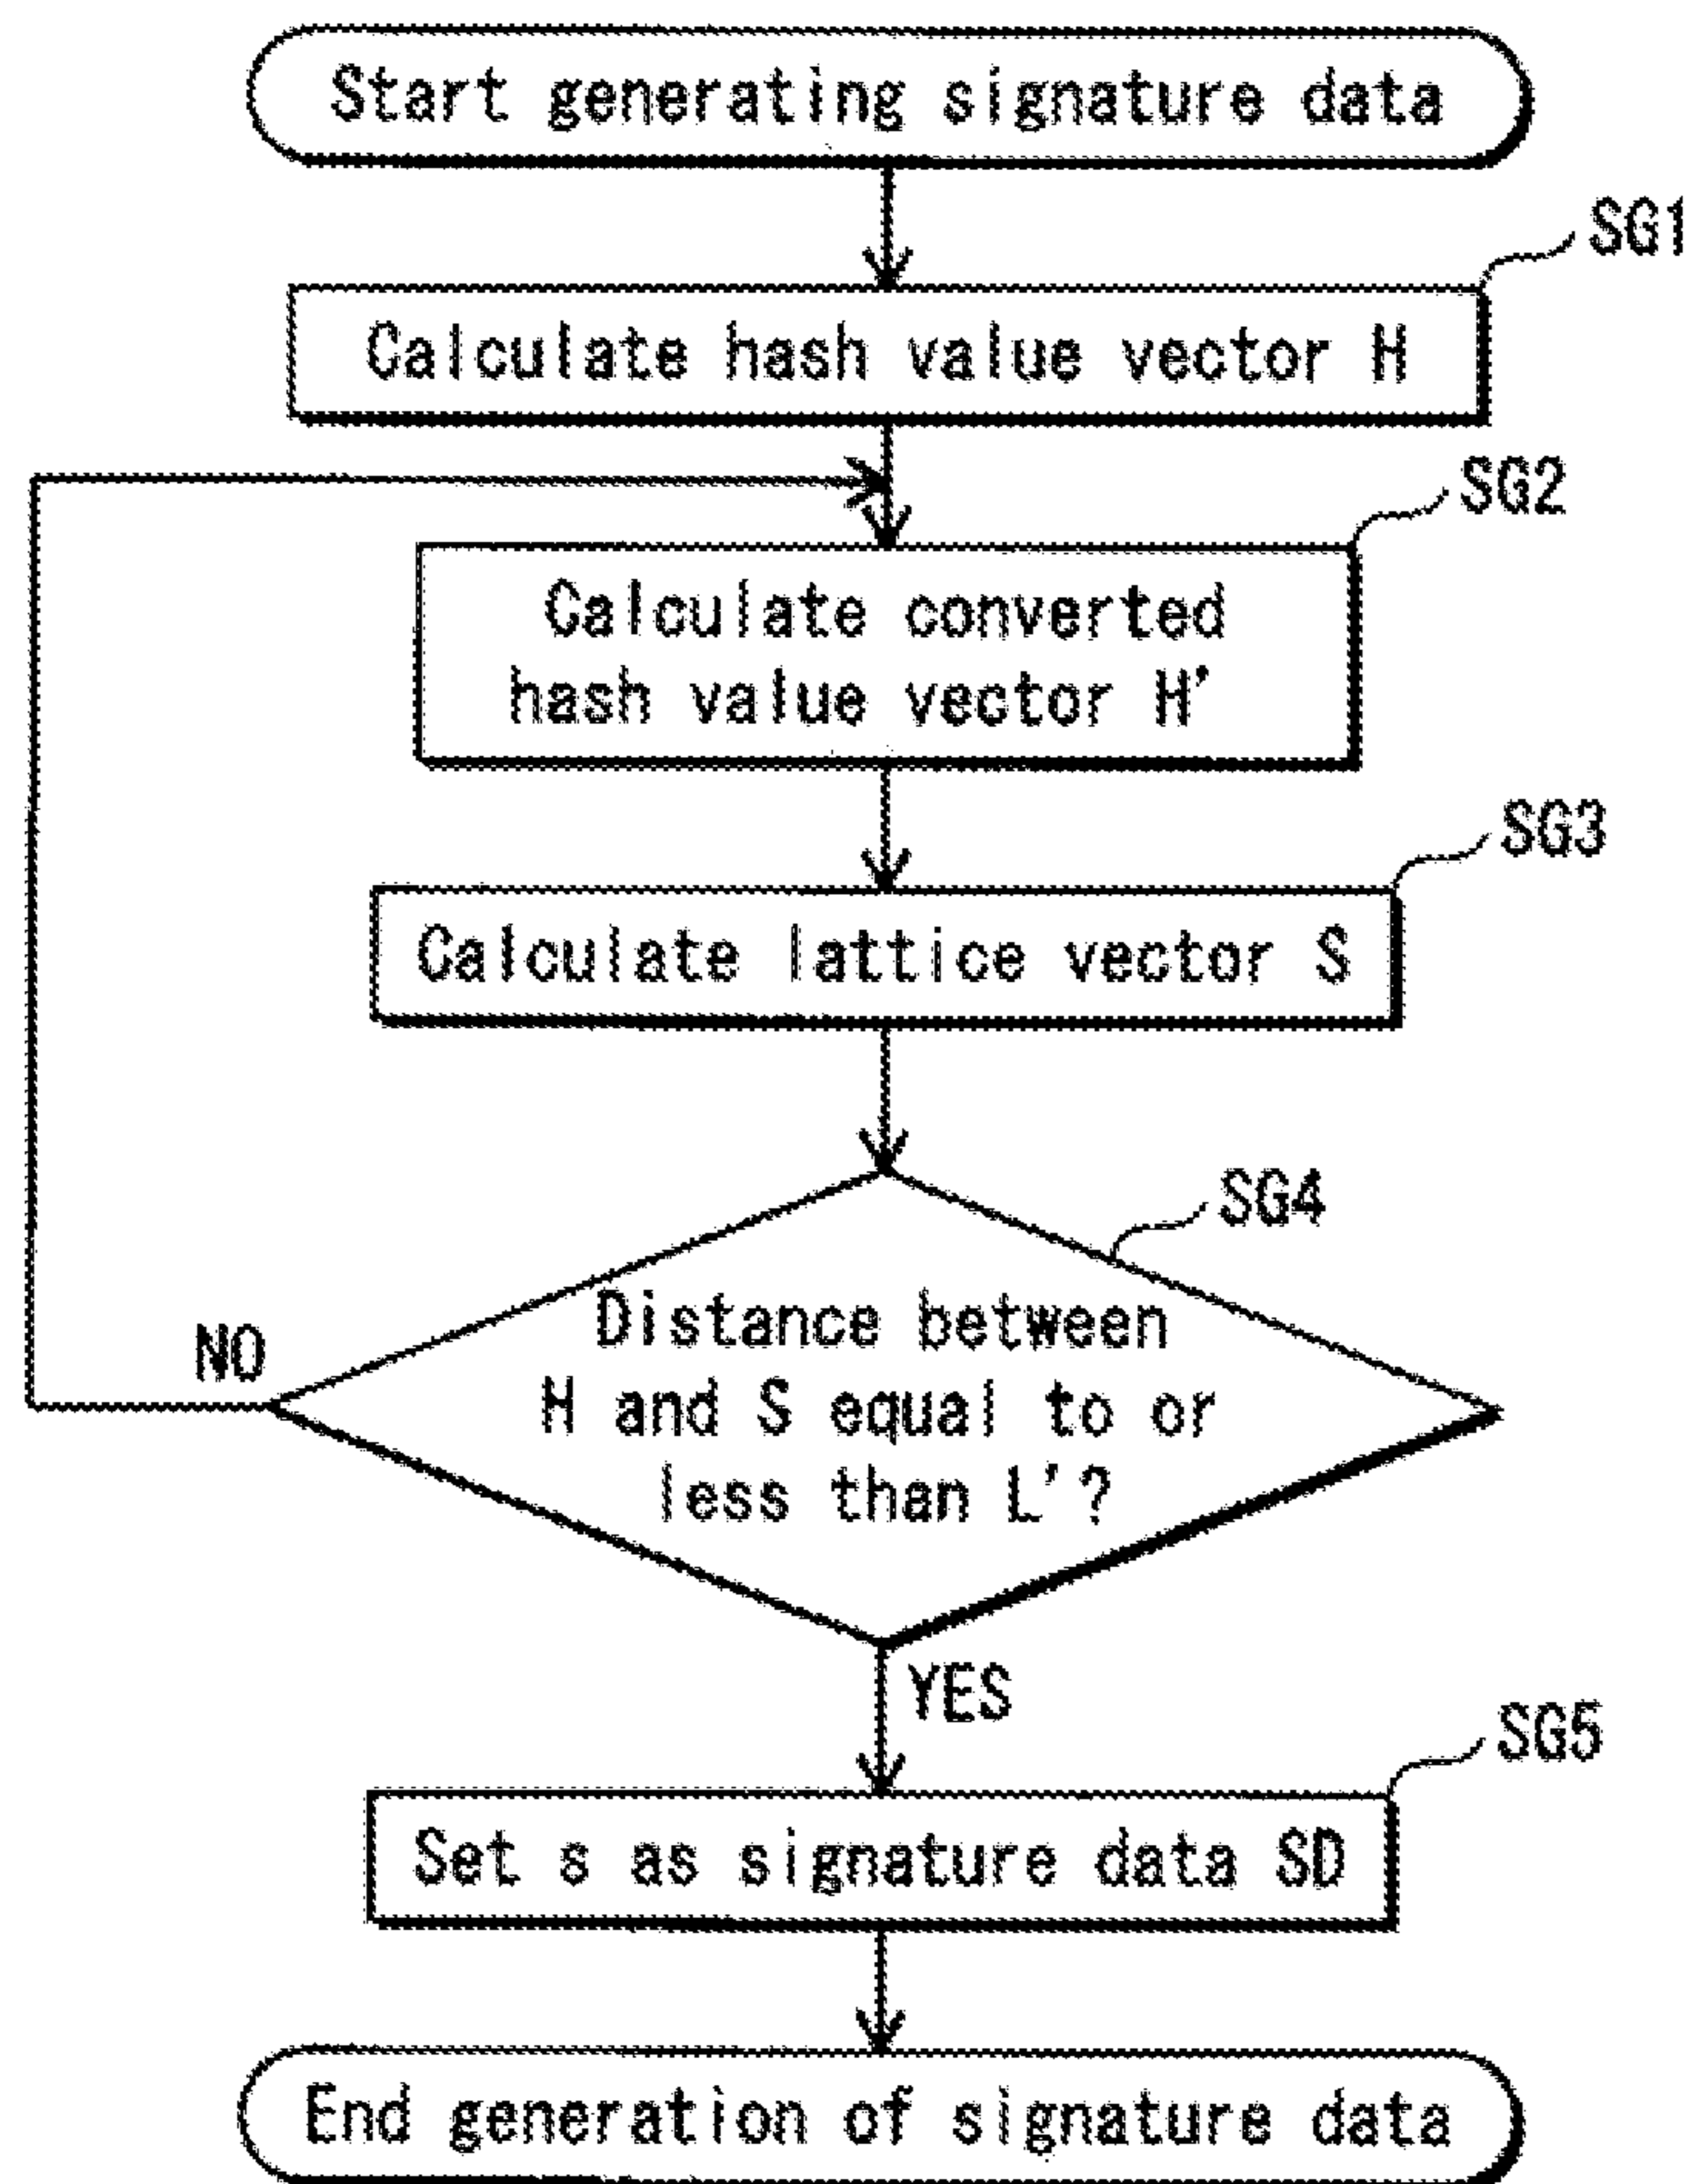 Start generating signature data
SG1
Calculate hash value vector H
SG2
Calculate converted
hash value vector H'
SG3
Calculate lattice vector S
SG4
Distance between
H and S equal to or
less than L'?
NO
YES
SG5
Set s as signature data SD
End generation of signature data